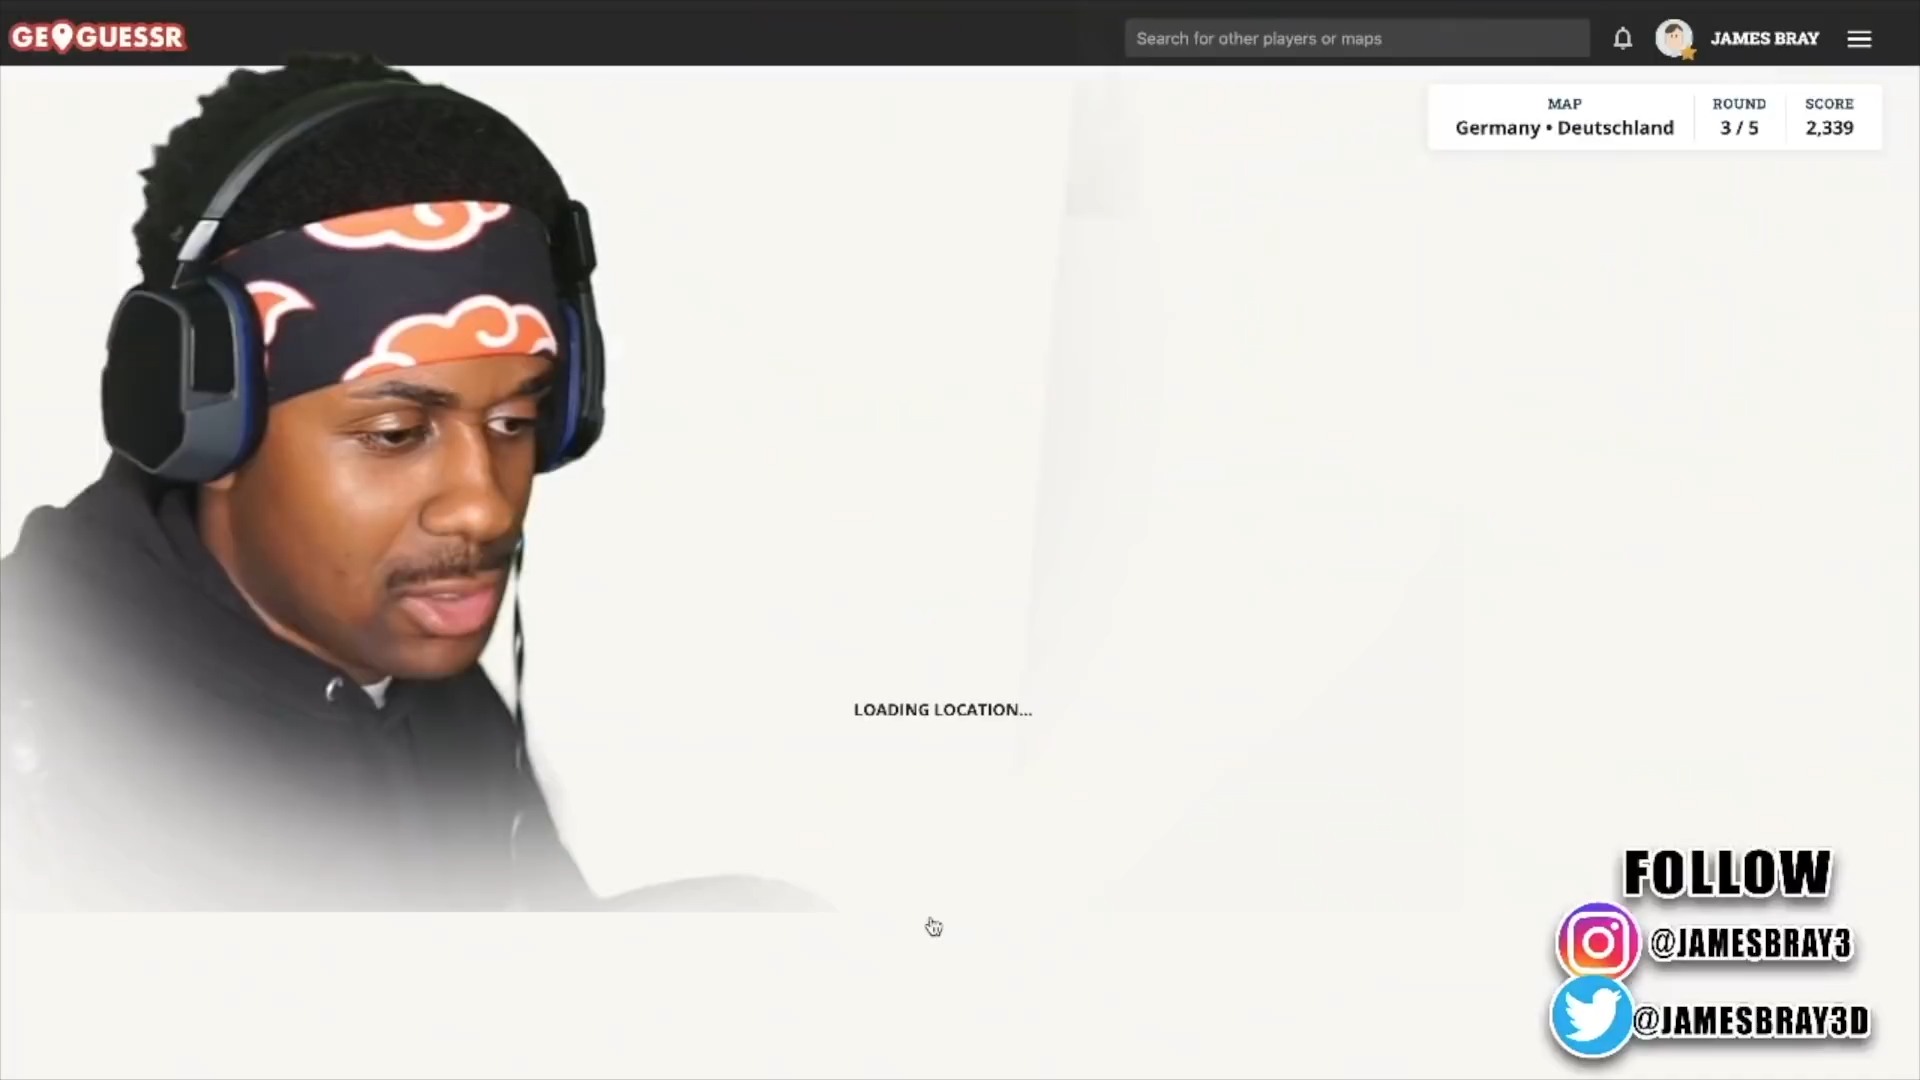 GEOGUESSR
Search for other players or maps
JAMES BRAY
MAP
Germany • Deutschland
ROUND
3 / 5
SCORE
2,339
LOADING LOCATION...
FOLLOW
@JAMESBRAY3
@JAMESBRAY3D